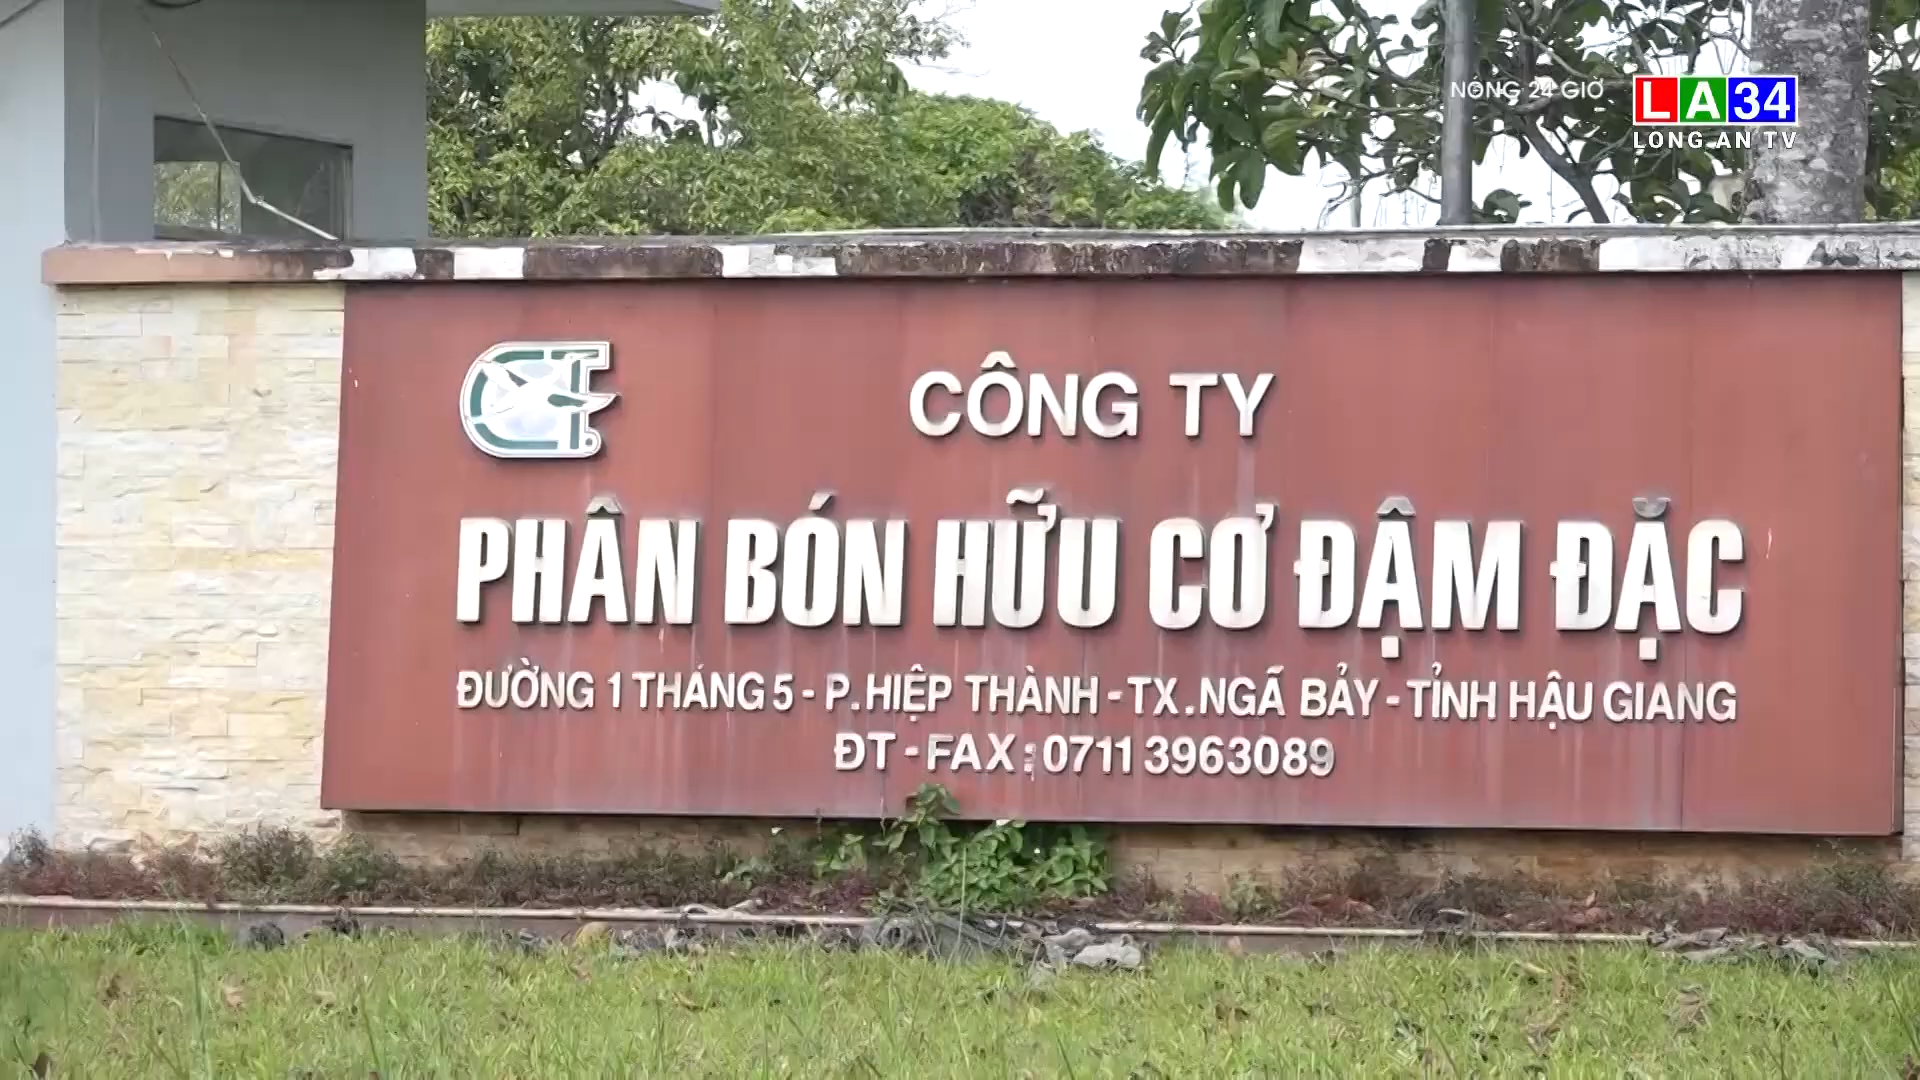 NÓNG 24 GIỜ
LA34
LONG AN TV
CÔNG TY
PHÂN BÓN HỮU CƠ ĐẬM ĐẶC
ĐƯỜNG 1 THÁNG 5 - P.HIỆP THÀNH - TX.NGÃ BẢY - TỈNH HẬU GIANG
ĐT - FAX : 0711 3963089